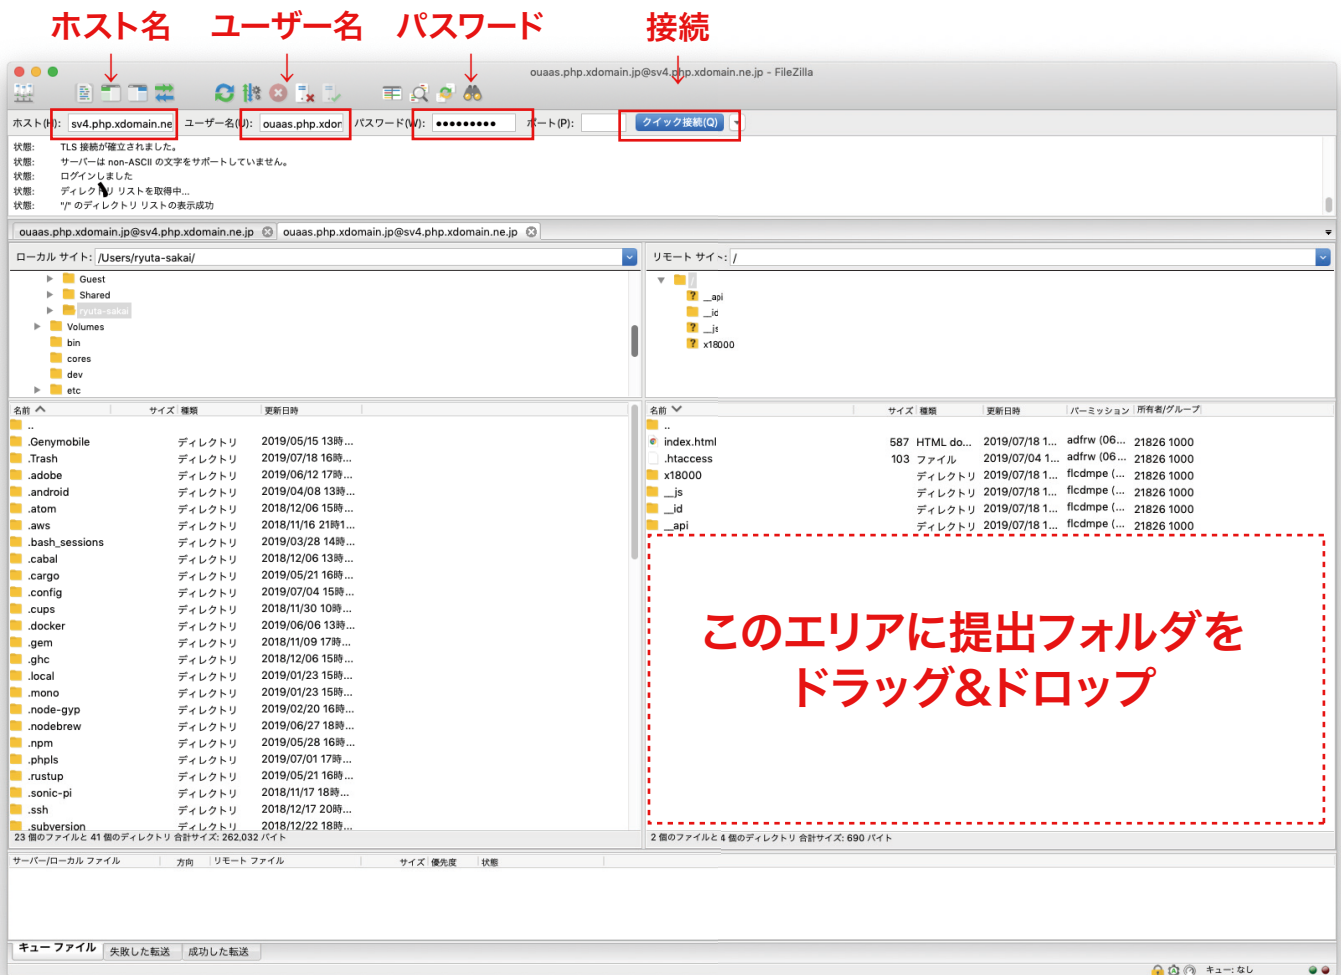 ホスト名 ユーザー名 パスワード 接続
ouaas.php.xdomain.jp@sv4.php.xdomain.ne.jp - FileZilla
ホスト(H): sv4.php.xdomain.ne ユーザー名(U): ouaas.php.xdon パスワード(W): ●●●●●●●●● ポート(P): クイック接続(Q)
状態: TLS 接続が確立されました。
状態: サーバーは non-ASCII の文字をサポートしていません。
状態: ログインしました
状態: ディレクトリ リストを取得中...
状態: "/" のディレクトリ リストの表示成功
ouaas.php.xdomain.jp@sv4.php.xdomain.ne.jp ouaas.php.xdomain.jp@sv4.php.xdomain.ne.jp
ローカル サイト: /Users/ryuta-sakai/
Guest
Shared
ryuta-sakai
Volumes
bin
cores
dev
etc
リモート サイト: /
/
__api
__id
__js
x18000
名前 サイズ 種類 更新日時
..
.Genymobile ディレクトリ 2019/05/15 13時...
.Trash ディレクトリ 2019/07/18 16時...
.adobe ディレクトリ 2019/06/12 17時...
.android ディレクトリ 2019/04/08 13時...
.atom ディレクトリ 2018/12/06 15時...
.aws ディレクトリ 2018/11/16 21時1...
.bash_sessions ディレクトリ 2019/03/28 14時...
.cabal ディレクトリ 2018/12/06 13時...
.cargo ディレクトリ 2019/05/21 16時...
.config ディレクトリ 2019/07/04 15時...
.cups ディレクトリ 2018/11/30 10時...
.docker ディレクトリ 2019/06/06 13時...
.gem ディレクトリ 2018/11/09 17時...
.ghc ディレクトリ 2018/12/06 15時...
.local ディレクトリ 2019/01/23 15時...
.mono ディレクトリ 2019/01/23 15時...
.node-gyp ディレクトリ 2019/02/20 16時...
.nodebrew ディレクトリ 2019/06/27 18時...
.npm ディレクトリ 2019/05/28 16時...
.phpls ディレクトリ 2019/07/01 17時...
.rustup ディレクトリ 2019/05/21 16時...
.sonic-pi ディレクトリ 2018/11/17 18時...
.ssh ディレクトリ 2018/12/17 20時...
.subversion ディレクトリ 2018/12/22 18時...
23 個のファイルと 41 個のディレクトリ 合計サイズ: 262,032 バイト
名前 サイズ 種類 更新日時 パーミッション 所有者/グループ
..
index.html 587 HTML do... 2019/07/18 1... adfrw (06... 21826 1000
.htaccess 103 ファイル 2019/07/04 1... adfrw (06... 21826 1000
x18000 ディレクトリ 2019/07/18 1... flcdmpe (... 21826 1000
__js ディレクトリ 2019/07/18 1... flcdmpe (... 21826 1000
__id ディレクトリ 2019/07/18 1... flcdmpe (... 21826 1000
__api ディレクトリ 2019/07/18 1... flcdmpe (... 21826 1000
このエリアに提出フォルダを
ドラッグ&ドロップ
2 個のファイルと 4 個のディレクトリ 合計サイズ: 690 バイト
サーバー/ローカル ファイル 方向 リモート ファイル サイズ 優先度 状態
キュー ファイル 失敗した転送 成功した転送
キュー: なし